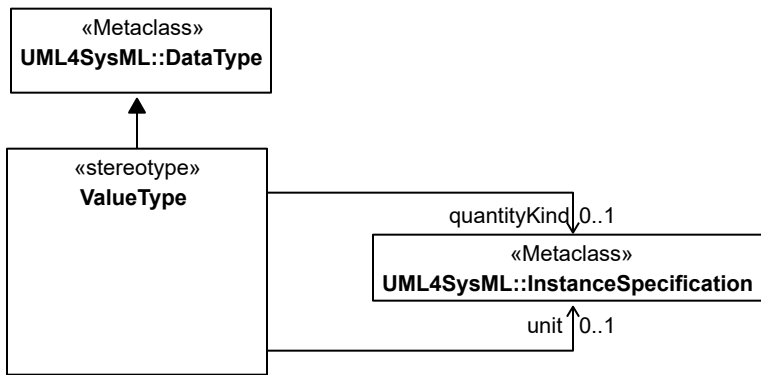 «Metaclass»
UML4SysML::DataType
«stereotype»
ValueType
quantityKind 0..1
«Metaclass»
UML4SysML::InstanceSpecification
unit 0..1